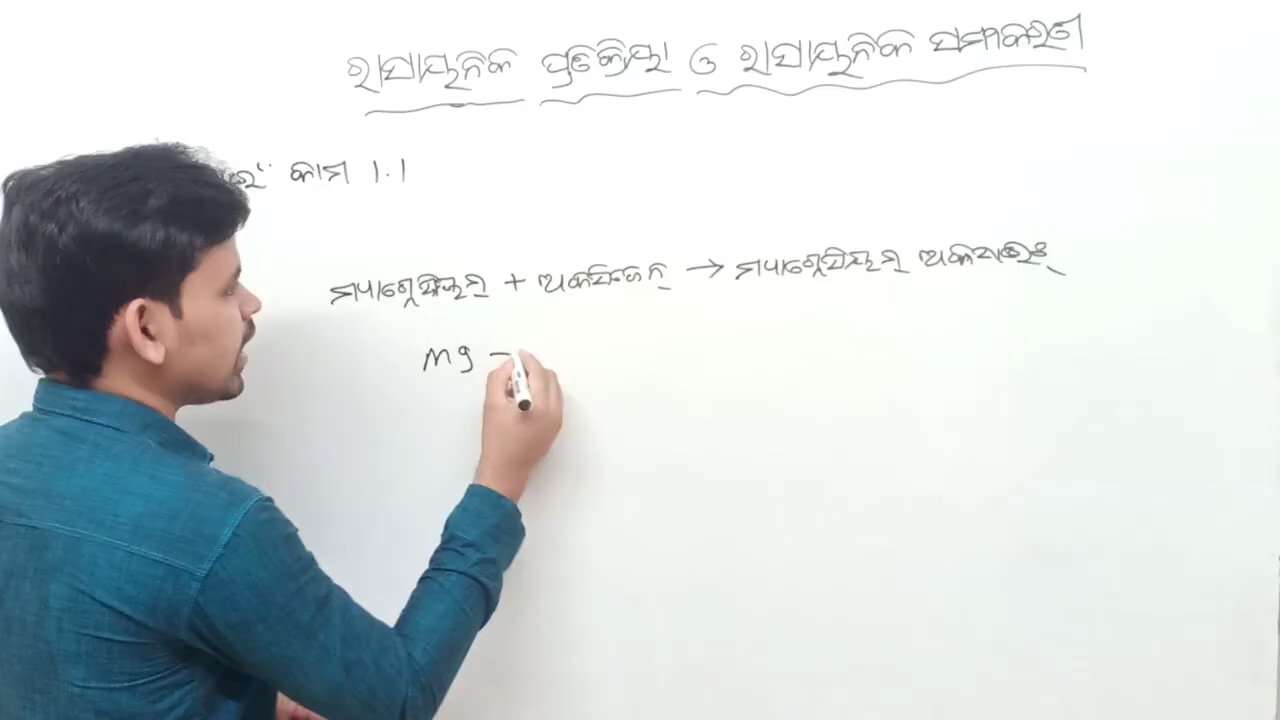 ରାସାୟନିକ ପ୍ରତିକ୍ରିୟା ଓ ରାସାୟନିକ ସମୀକରଣ
କାମ 1.1
ମ୍ୟାଗ୍ନେସିୟମ୍ + ଅକ୍ସିଜେନ୍ → ମ୍ୟାଗ୍ନେସିୟମ୍ ଅକ୍ସାଇଡ୍
Mg